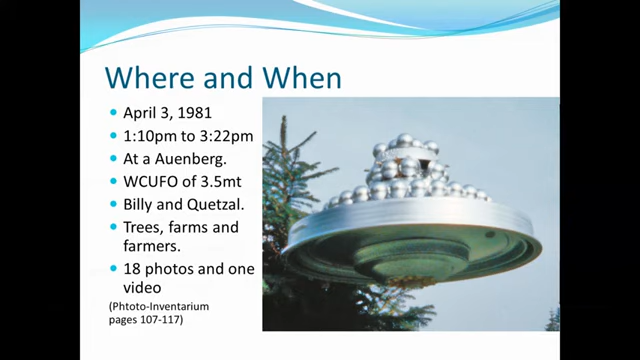 Where and When
April 3, 1981
1:10pm to 3:22pm
At a Auenberg.
WCUFO of 3.5mt
Billy and Quetzal.
Trees, farms and
farmers.
18 photos and one
video
(Phtoto-Inventarium
pages 107-117)